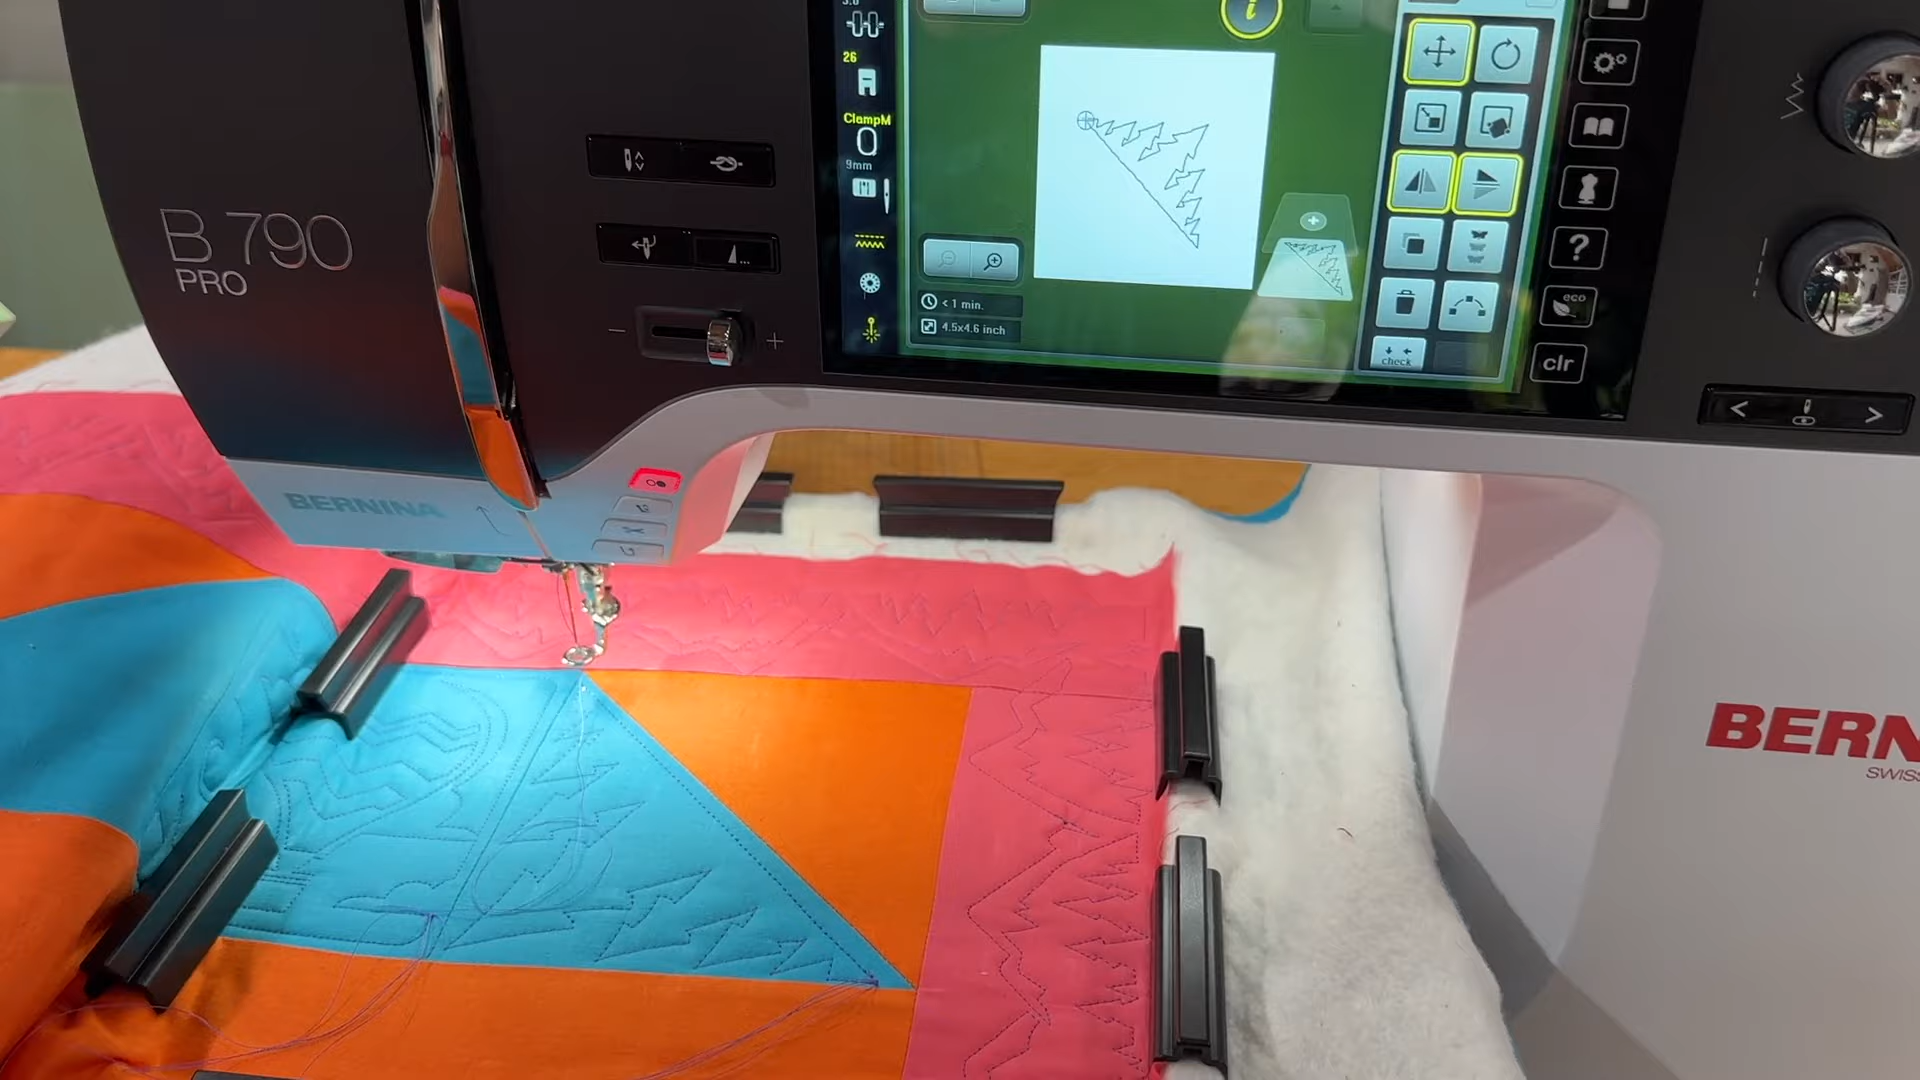 26
ClampM
9mm
B 790
PRO
i
< 1 min.
4.5x4.6 inch
check
?
eco
clr
BERNINA
BERN
SWISS